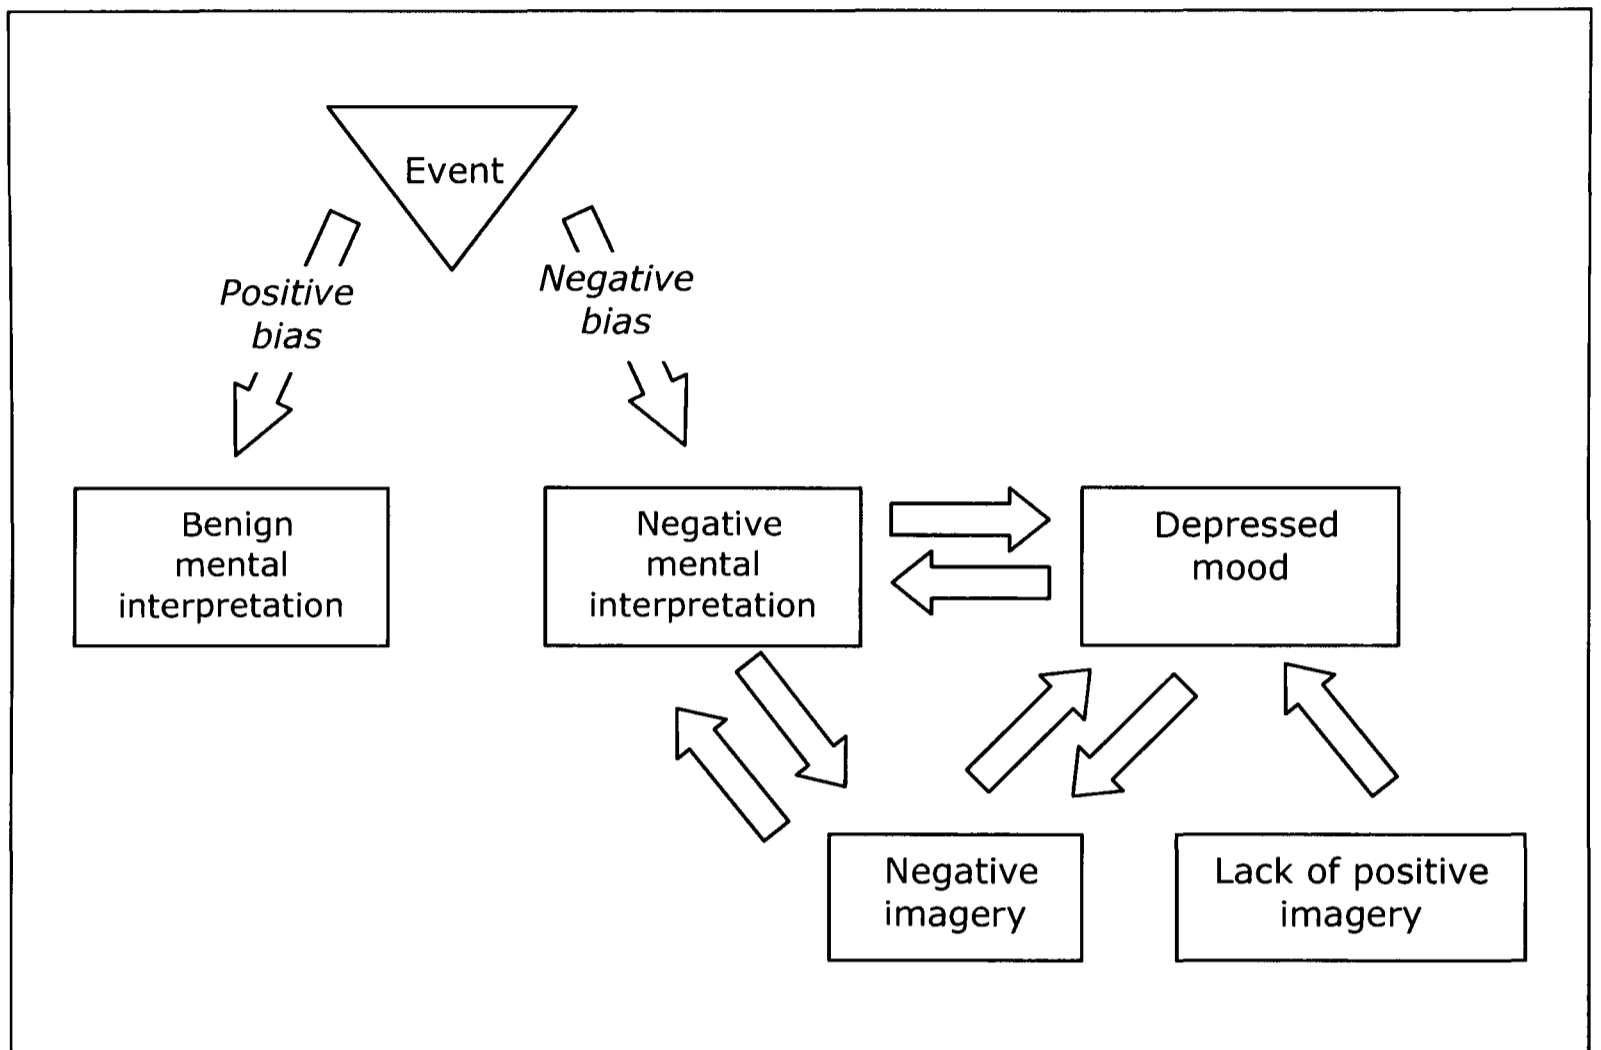 Event
Positive
bias
Negative
bias
Benign
mental
interpretation
Negative
mental
interpretation
Depressed
mood
Negative
imagery
Lack of positive
imagery